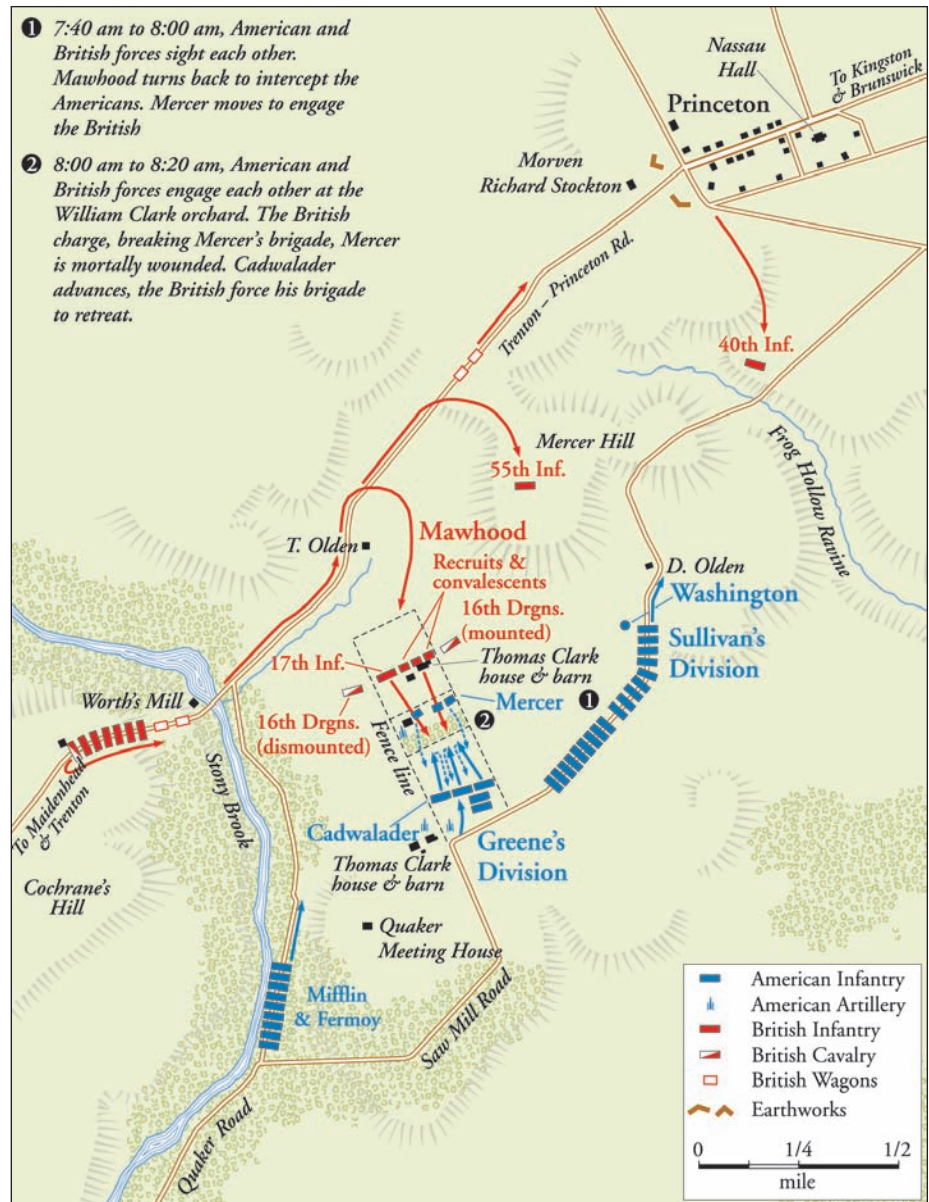 ❶ 7:40 am to 8:00 am, American and
British forces sight each other.
Mawhood turns back to intercept the
Americans. Mercer moves to engage
the British
❷ 8:00 am to 8:20 am, American and
British forces engage each other at the
William Clark orchard. The British
charge, breaking Mercer's brigade, Mercer
is mortally wounded. Cadwalader
advances, the British force his brigade
to retreat.
Nassau
Hall
To Kingston
& Brunswick
Princeton
Morven
Richard Stockton
Trenton – Princeton Rd.
40th Inf.
Mercer Hill
55th Inf.
Frog Hollow Ravine
Mawhood
T. Olden
Recruits &
convalescents
D. Olden
16th Drgns.
(mounted)
Washington
Sullivan's
Division
17th Inf.
Thomas Clark
house & barn
Worth's Mill
Mercer
❶
❷
16th Drgns.
(dismounted)
Fence line
To Maidenhead
& Trenton
Stony Brook
Cadwalader
Greene's
Division
Thomas Clark
house & barn
Cochrane's
Hill
Quaker
Meeting House
Mifflin
& Fermoy
Saw Mill Road
Quaker Road
American Infantry
American Artillery
British Infantry
British Cavalry
British Wagons
Earthworks
0 1/4 1/2
mile